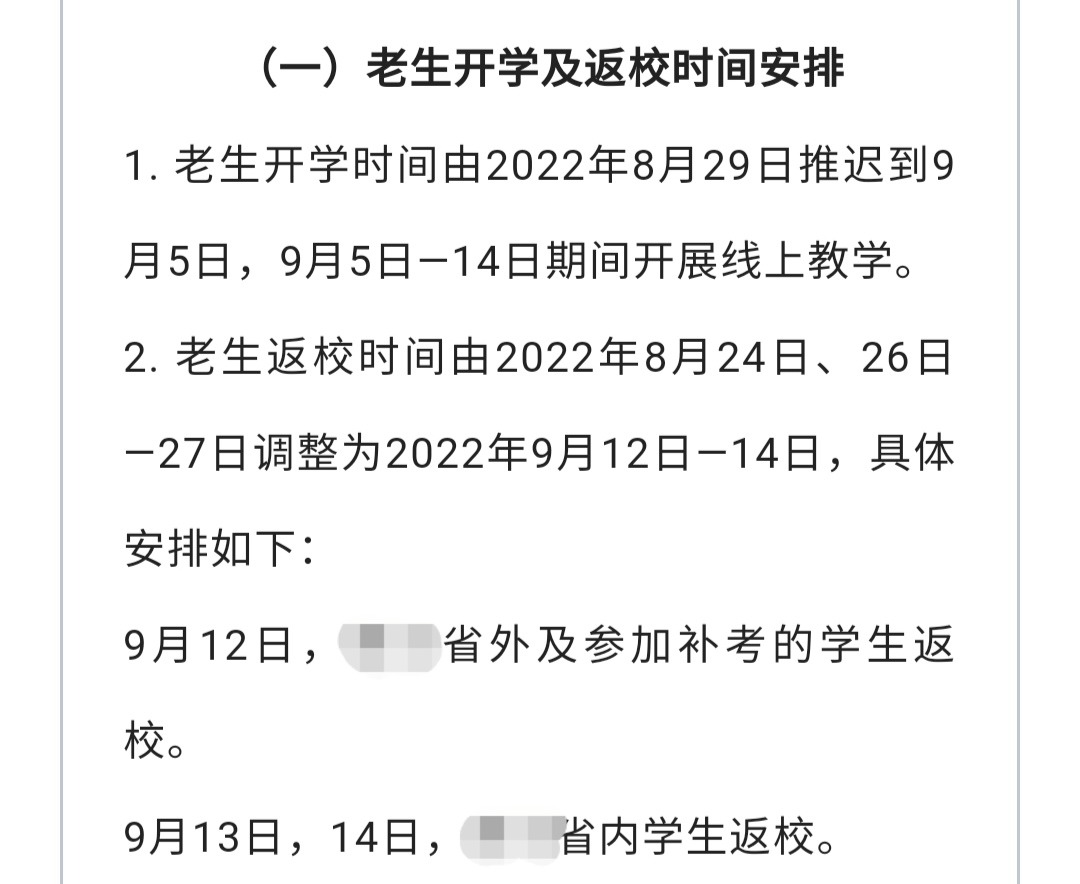 （一）老生开学及返校时间安排
1. 老生开学时间由2022年8月29日推迟到9
月5日，9月5日—14日期间开展线上教学。
2. 老生返校时间由2022年8月24日、26日
—27日调整为2022年9月12日—14日，具体
安排如下：
9月12日，省外及参加补考的学生返
校。
9月13日，14日，省内学生返校。